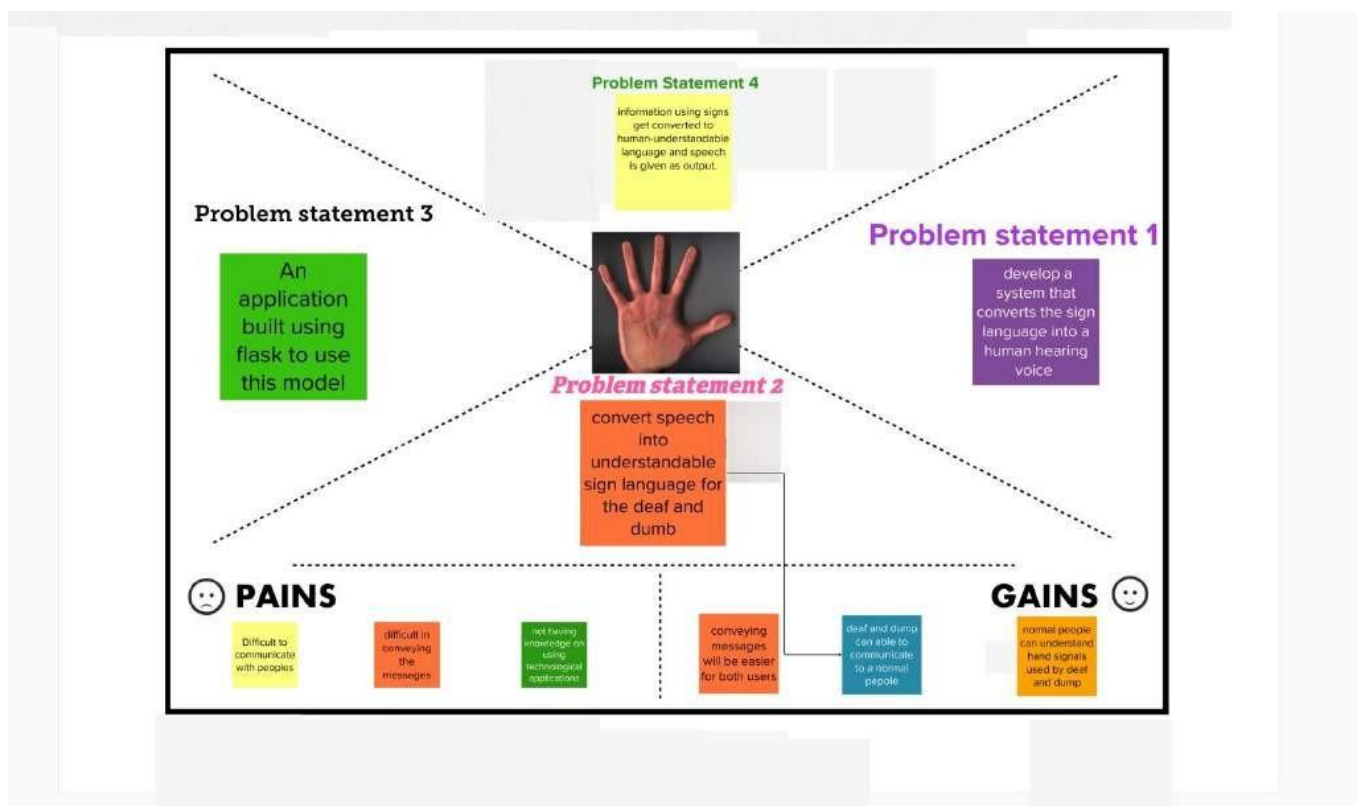 Problem Statement 4
information using signs
get converted to
human-understandable
language and speech
is given as output.
Problem statement 3
An
application
built using
flask to use
this model
Problem statement 1
develop a
system that
converts the sign
language into a
human hearing
voice
Problem statement 2
convert speech
into
understandable
sign language for
the deaf and
dumb
PAINS
Difficult to
communicate
with peoples
difficult in
conveying
the
messages
not having
knowledge on
using
technological
applications
GAINS
conveying
messages
will be easier
for both users
deaf and dump
can able to
communicate
to a normal
pepole
normal people
can understand
hand signals
used by deaf
and dump